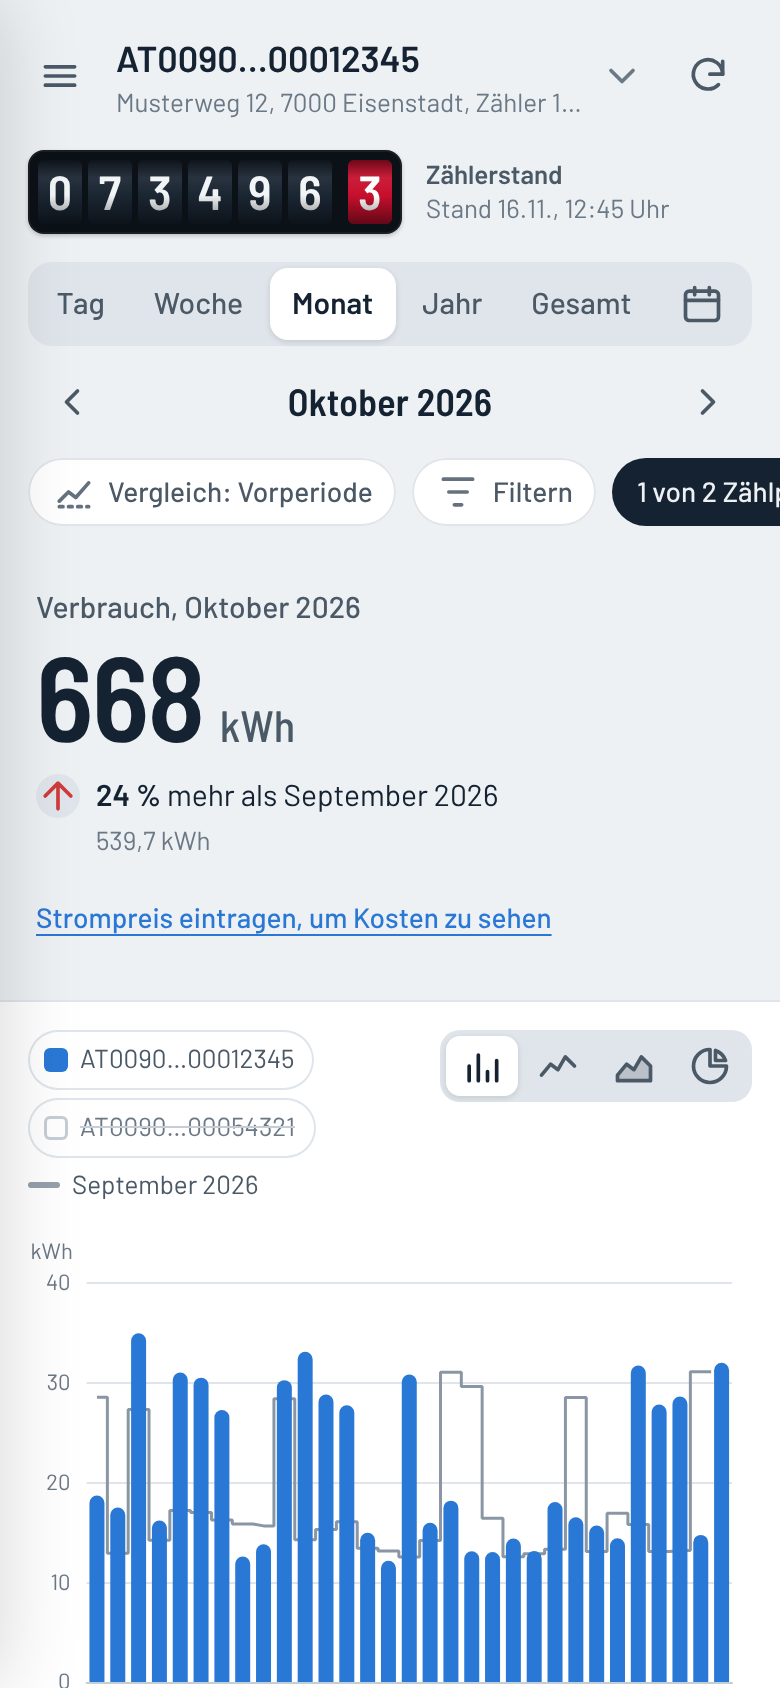 AT0090...00012345
Musterweg 12, 7000 Eisenstadt, Zähler 1...
0 7 3 4 9 6 3
Zählerstand
Stand 16.11., 12:45 Uhr
Tag Woche Monat Jahr Gesamt
Oktober 2026
Vergleich: Vorperiode
Filtern
1 von 2
Verbrauch, Oktober 2026
668 kWh
24 % mehr als September 2026
539,7 kWh
Strompreis eintragen, um Kosten zu sehen
AT0090...00012345
AT0090...00054321
September 2026
kWh
40
30
20
10
0